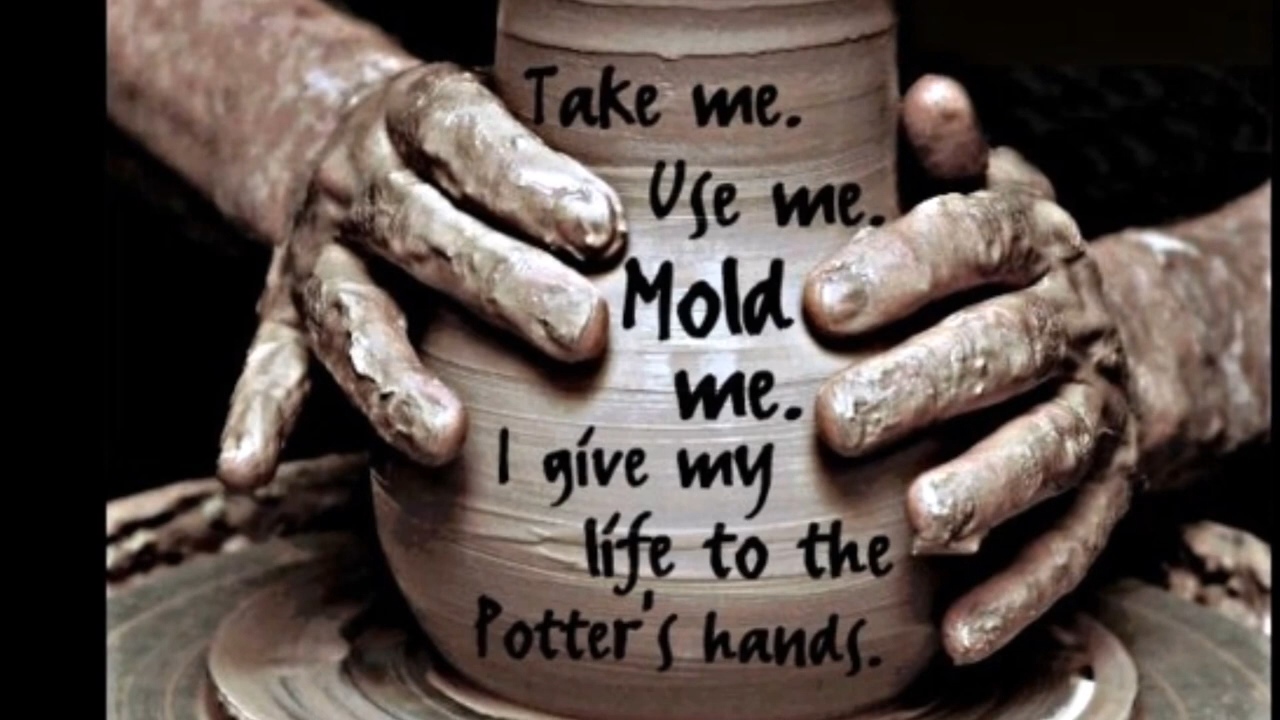 Take me.
Use me.
Mold
me.
I give my
life to the
Potter's hands.